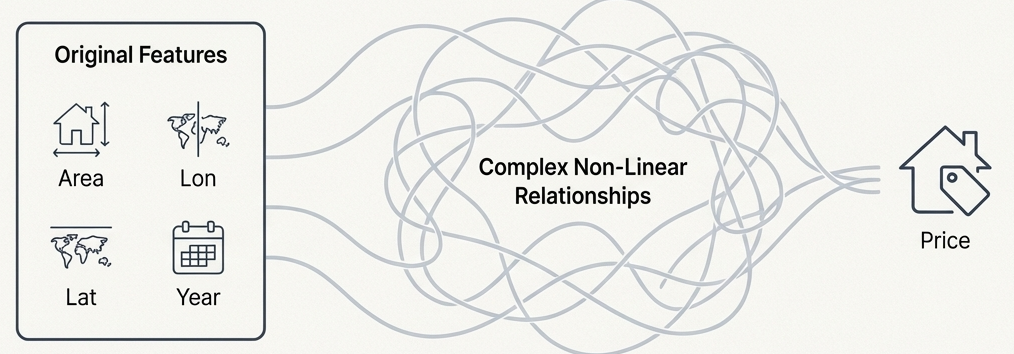 Original Features
Area
Lon
Lat
Year
Complex Non-Linear
Relationships
Price